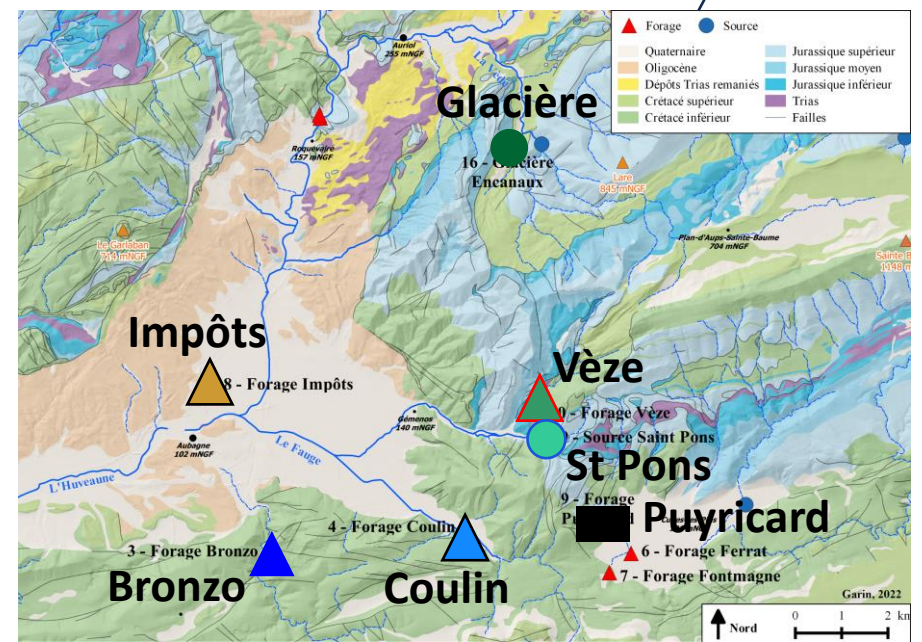 Forage Source
Quaternaire
Oligocène
Dépôts Trias remaniés
Crétacé supérieur
Crétacé inférieur
Jurassique supérieur
Jurassique moyen
Jurassique inférieur
Trias
Failles
Auriol
255 mNGF
Glacière
Roquevaire
157 mNGF
16 - Glacière
Encanaux
Lare
845 mNGF
Le Garlaban
714 mNGF
Plan-d'Aups-Sainte-Baume
704 mNGF
1148
Impôts
8 - Forage Impôts
Vèze
- Forage Vèze
- Source Saint Pons
St Pons
Gémenos
140 mNGF
Aubagne
102 mNGF
Le Fauge
L'Huveaune
9 - Forage
Puyricard
4 - Forage Coulin
3 - Forage Bronzo
6 - Forage Ferrat
7 - Forage Fontmagne
Bronzo
Coulin
Garin, 2022
Nord
0 1 2 km